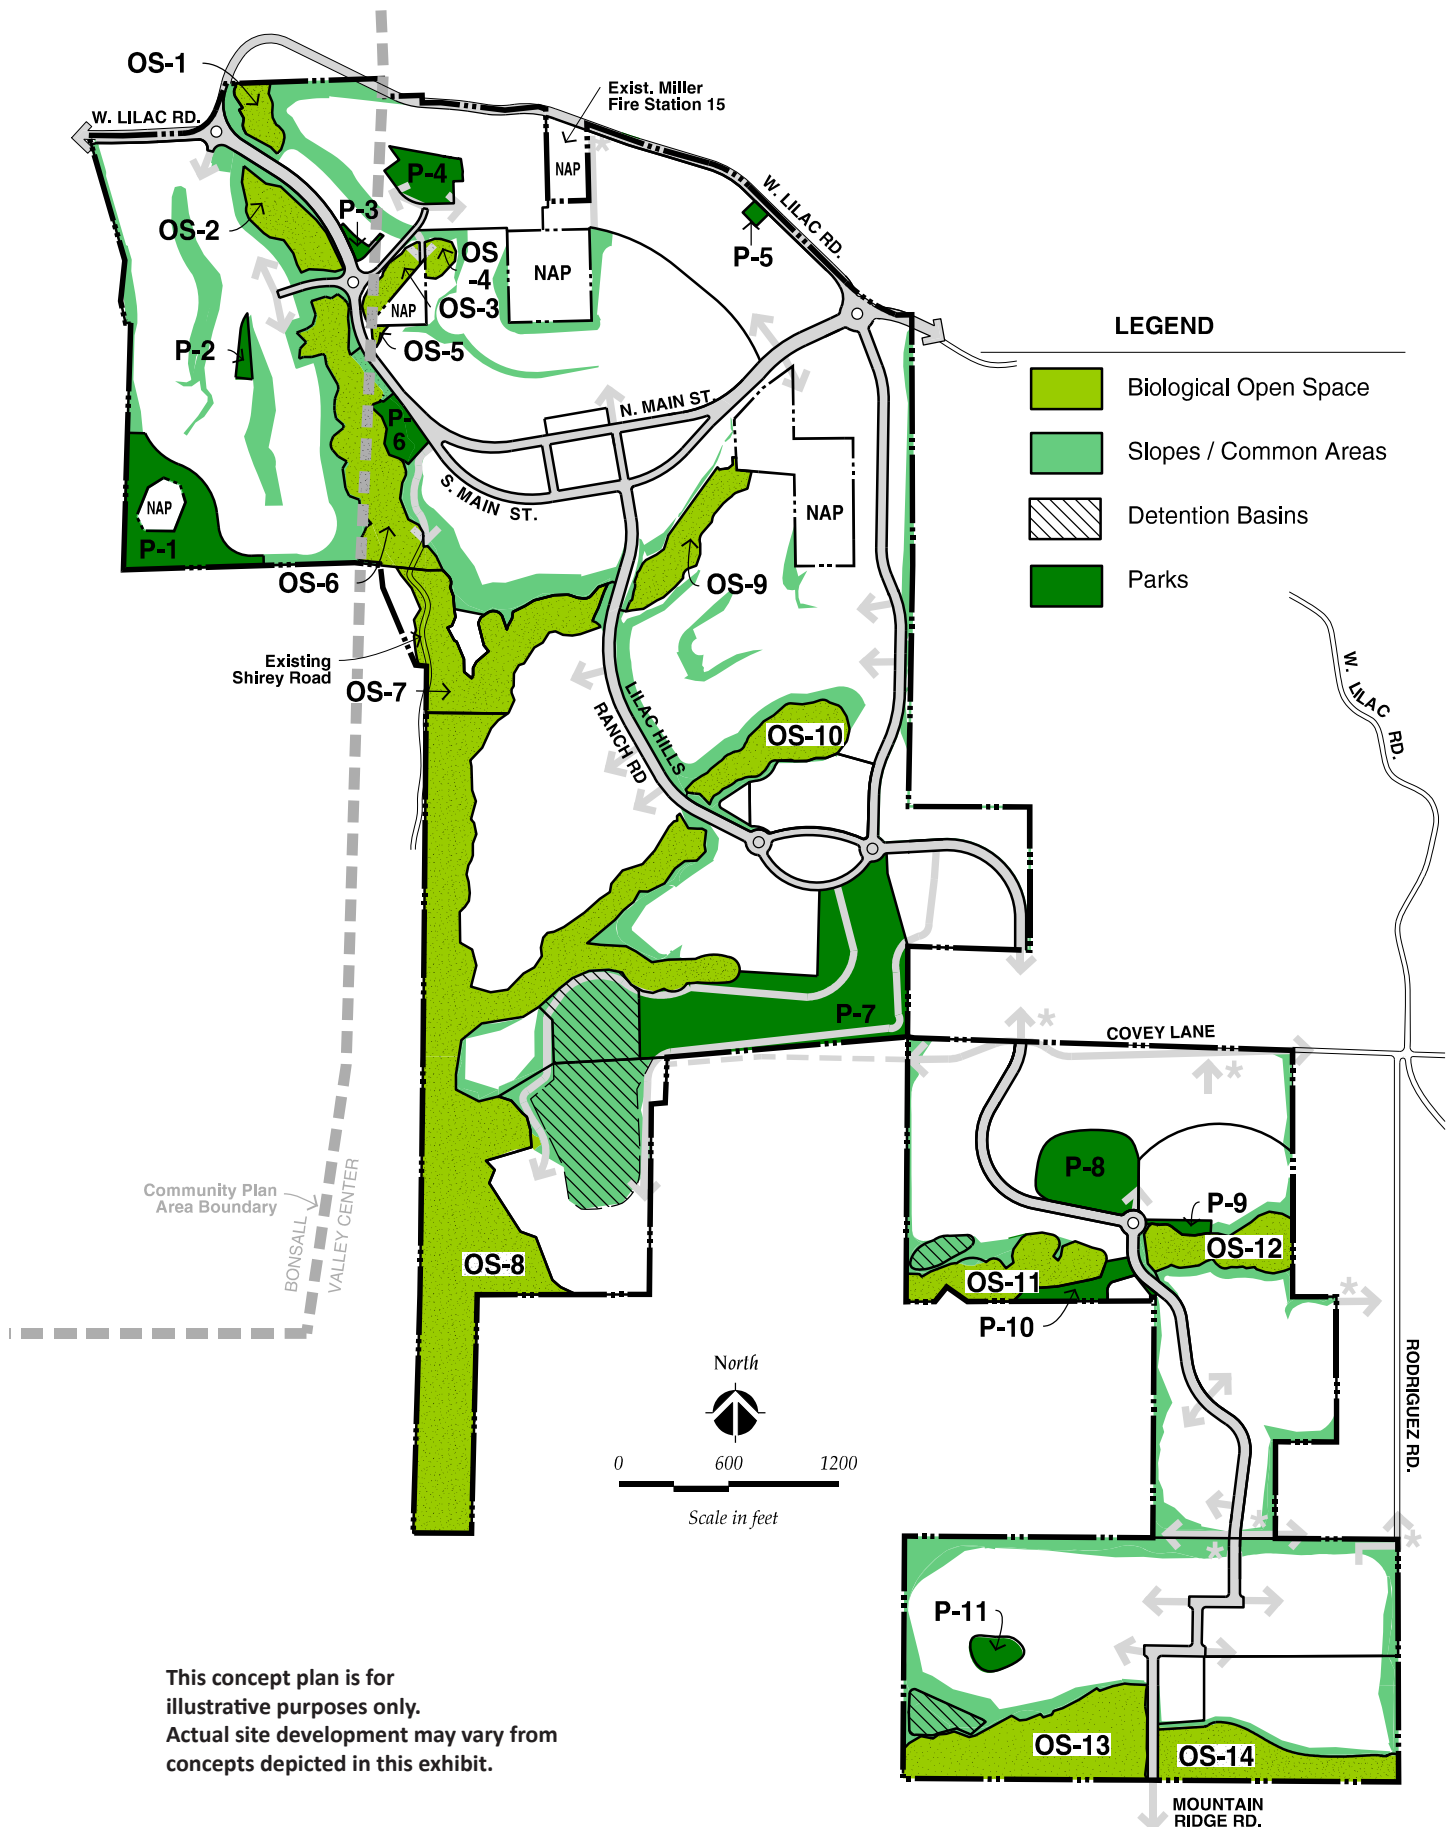 OS-1
Exist. Miller
Fire Station 15
W. LILAC RD.
NAP
P-4
W. LILAC RD.
P-3
OS-2
P-5
OS
-4
NAP
OS-3
NAP
LEGEND
P-2
OS-5
Biological Open Space
N. MAIN ST.
P-
6
Slopes / Common Areas
S. MAIN ST.
NAP
NAP
Detention Basins
P-1
OS-6
OS-9
Parks
Existing
Shirey Road
OS-7
W. LILAC RD.
LILAC HILLS
RANCH RD
OS-10
P-7
*
COVEY LANE
*
P-8
Community Plan
Area Boundary
BONSALL
VALLEY CENTER
P-9
OS-12
OS-8
OS-11
*
P-10
North
RODRIGUEZ RD.
0 600 1200
Scale in feet
*
*
*
P-11
This concept plan is for
illustrative purposes only.
Actual site development may vary from
concepts depicted in this exhibit.
OS-13
OS-14
MOUNTAIN
RIDGE RD.